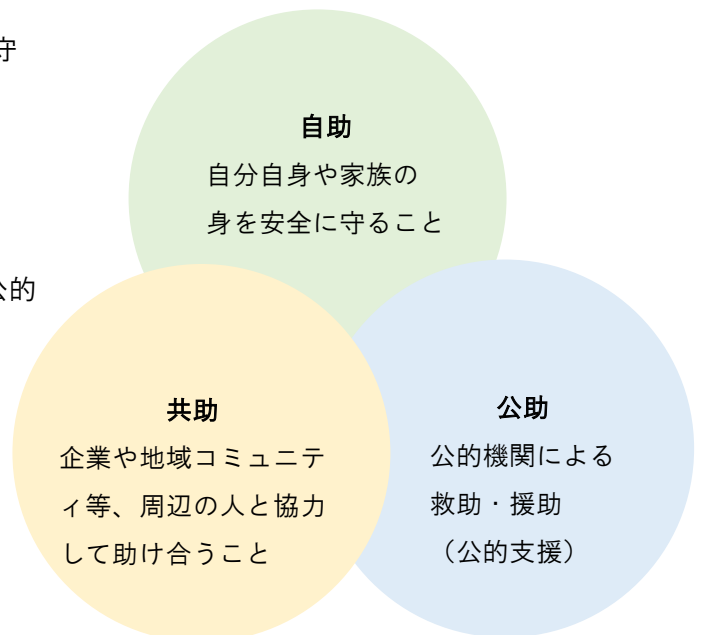 守
公的
自助
自分自身や家族の
身を安全に守ること
共助
企業や地域コミュニテ
ィ等、周辺の人と協力
して助け合うこと
公助
公的機関による
救助・援助
（公的支援）